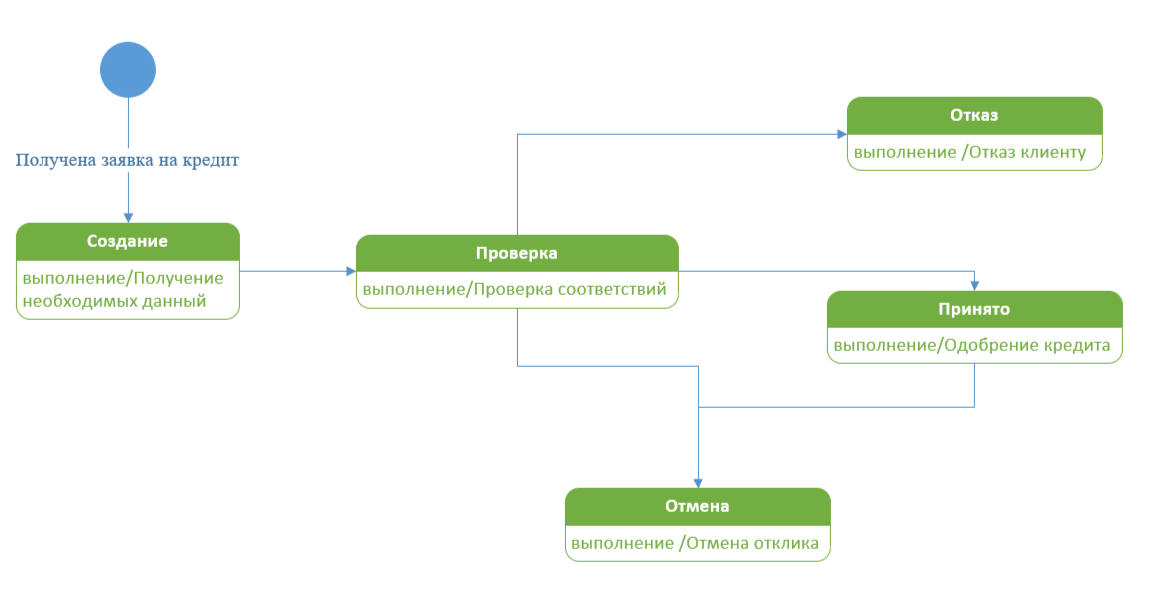 Получена заявка на кредит
Создание
выполнение/Получение
необходимых данный
Проверка
выполнение/Проверка соответствий
Отказ
выполнение /Отказ клиенту
Принято
выполнение/Одобрение кредита
Отмена
выполнение /Отмена отклика